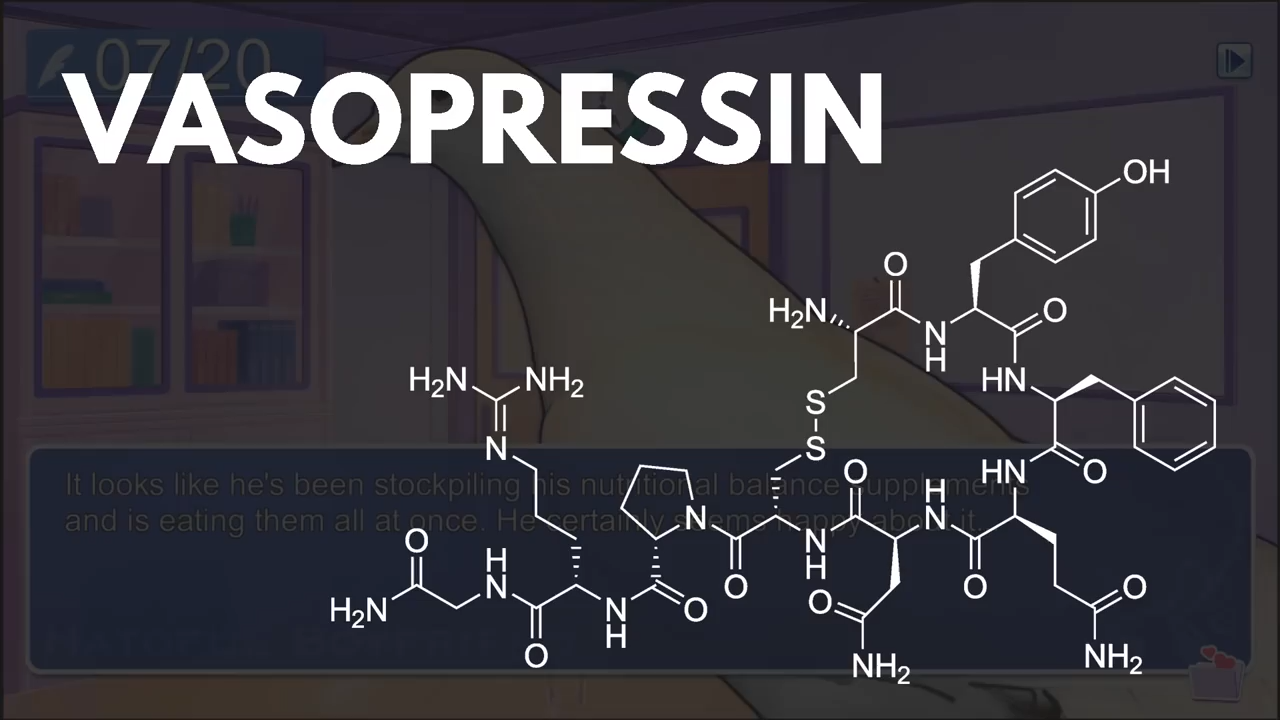 07/20
VASOPRESSIN
OH
O
H₂N
N
H
O
H₂N
NH₂
HN
S
N
S
O
HN
O
It looks like he's been stockpiling his nutritional balance supplements
and is eating them all at once. He certainly seems happy about it.
H
N
N
O
H
N
O
N
H
O
O
O
H₂N
N
H
O
O
O
NH₂
NH₂